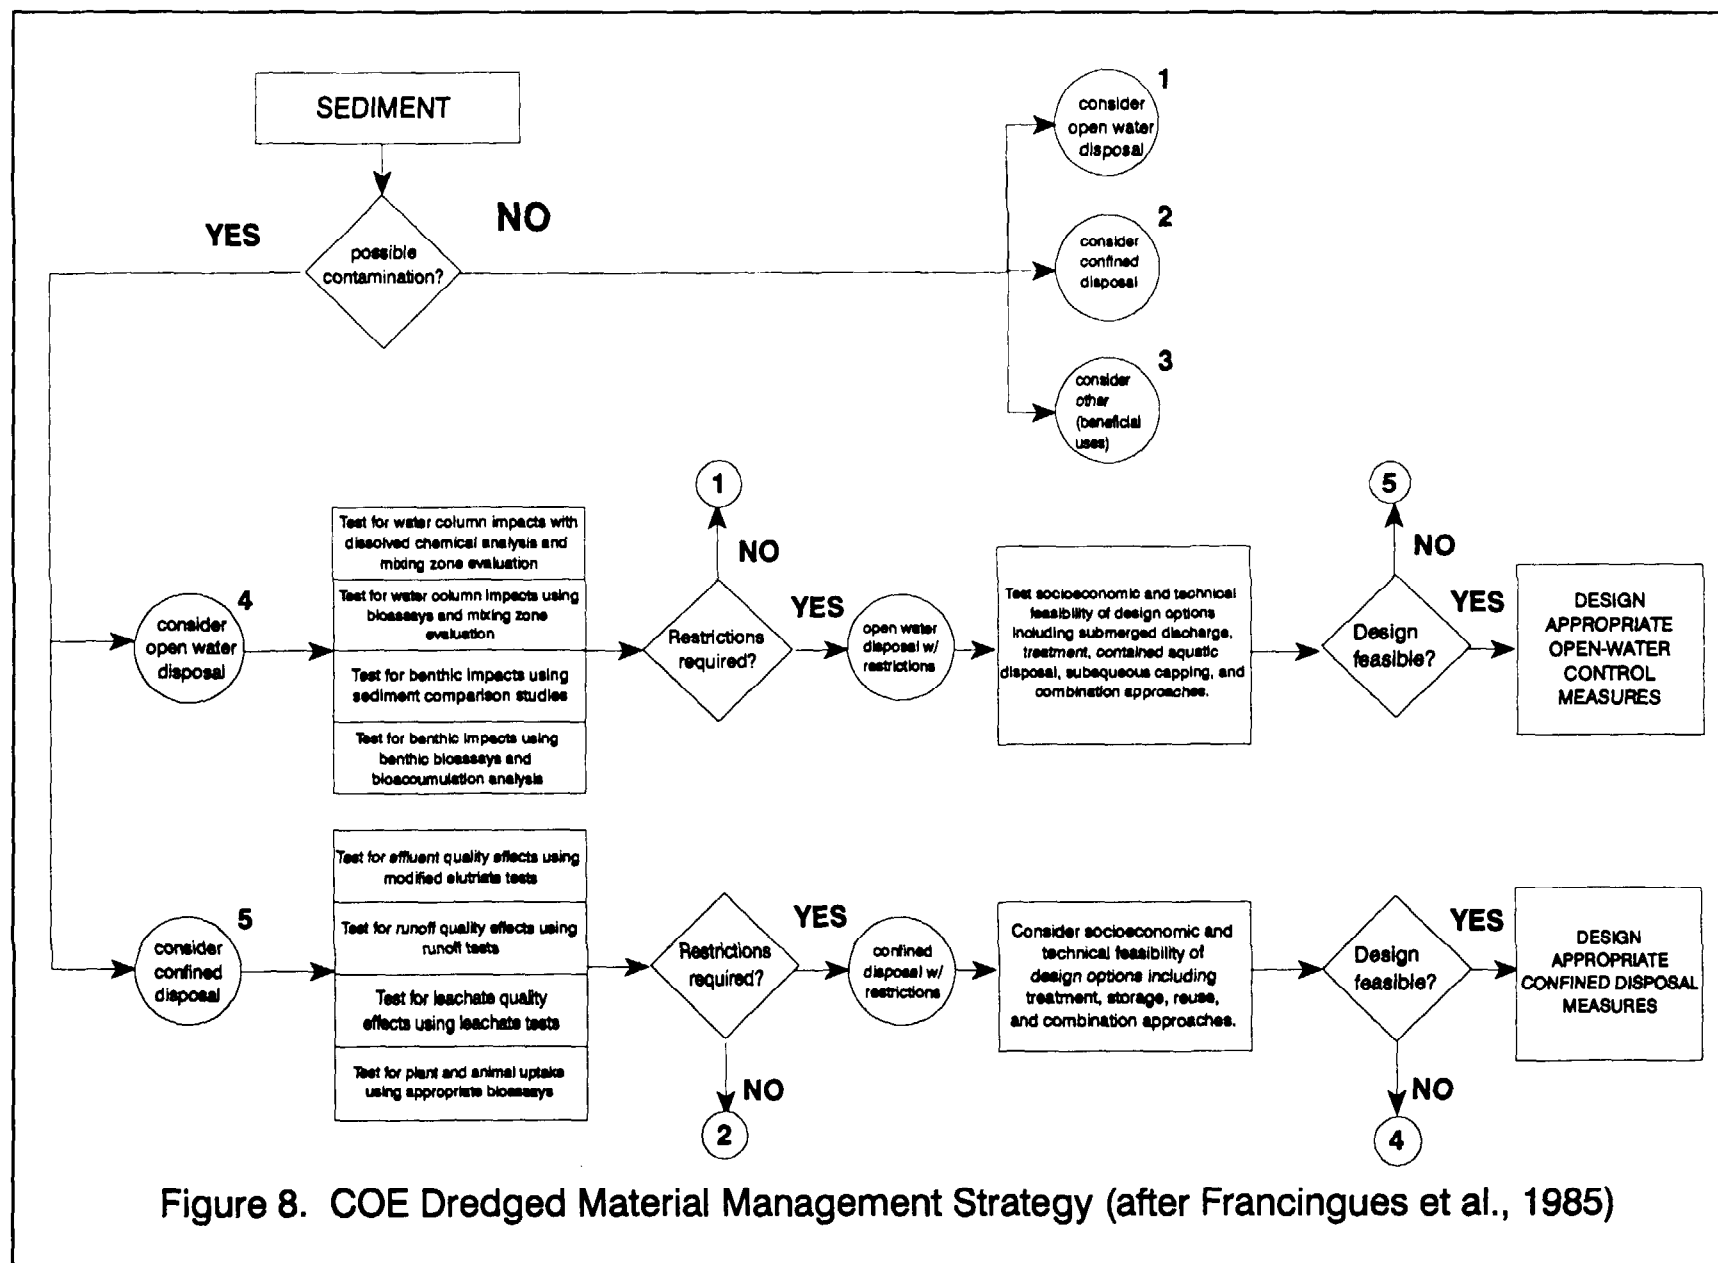 SEDIMENT
YES
NO
possible
contamination?
1
consider
open water
disposal
2
consider
confined
disposal
3
consider
other
(beneficial
uses)
4
consider
open water
disposal
Test for water column impacts with
dissolved chemical analysis and
mixing zone evaluation
Test for water column impacts using
bioassays and mixing zone
evaluation
Test for benthic impacts using
sediment comparison studies
Test for benthic impacts using
benthic bioassays and
bioaccumulation analysis
1
NO
Restrictions
required?
YES
open water
disposal w/
restrictions
Test socioeconomic and technical
feasibility of design options
including submerged discharge,
treatment, contained aquatic
disposal, subaqueous capping, and
combination approaches.
5
NO
Design
feasible?
YES
DESIGN
APPROPRIATE
OPEN-WATER
CONTROL
MEASURES
5
consider
confined
disposal
Test for effluent quality effects using
modified elutriate tests
Test for runoff quality effects using
runoff tests
Test for leachate quality
effects using leachate tests
Test for plant and animal uptake
using appropriate bioassays
Restrictions
required?
YES
NO
2
confined
disposal w/
restrictions
Consider socioeconomic and
technical feasibility of
design options including
treatment, storage, reuse,
and combination approaches.
Design
feasible?
YES
NO
4
DESIGN
APPROPRIATE
CONFINED DISPOSAL
MEASURES
Figure 8. COE Dredged Material Management Strategy (after Francingues et al., 1985)